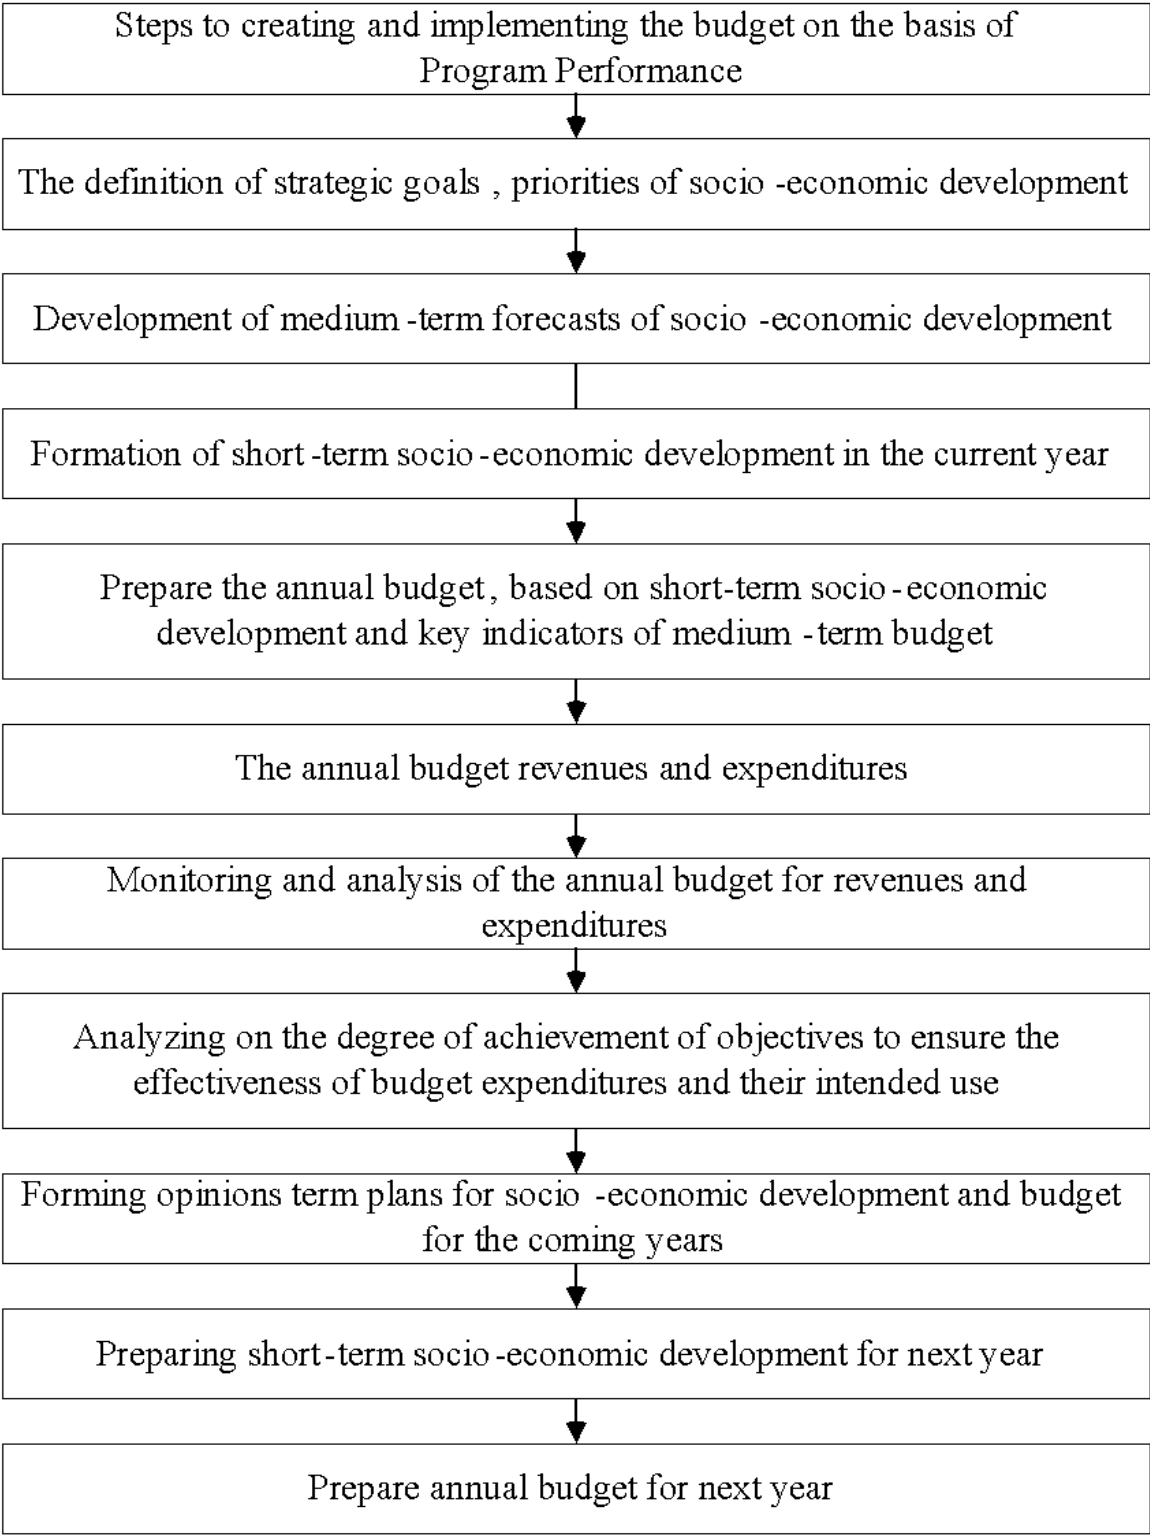 Steps to creating and implementing the budget on the basis of
Program Performance
The definition of strategic goals , priorities of socio -economic development
Development of medium -term forecasts of socio -economic development
Formation of short -term socio -economic development in the current year
Prepare the annual budget, based on short-term socio -economic
development and key indicators of medium -term budget
The annual budget revenues and expenditures
Monitoring and analysis of the annual budget for revenues and
expenditures
Analyzing on the degree of achievement of objectives to ensure the
effectiveness of budget expenditures and their intended use
Forming opinions term plans for socio -economic development and budget
for the coming years
Preparing short-term socio -economic development for next year
Prepare annual budget for next year